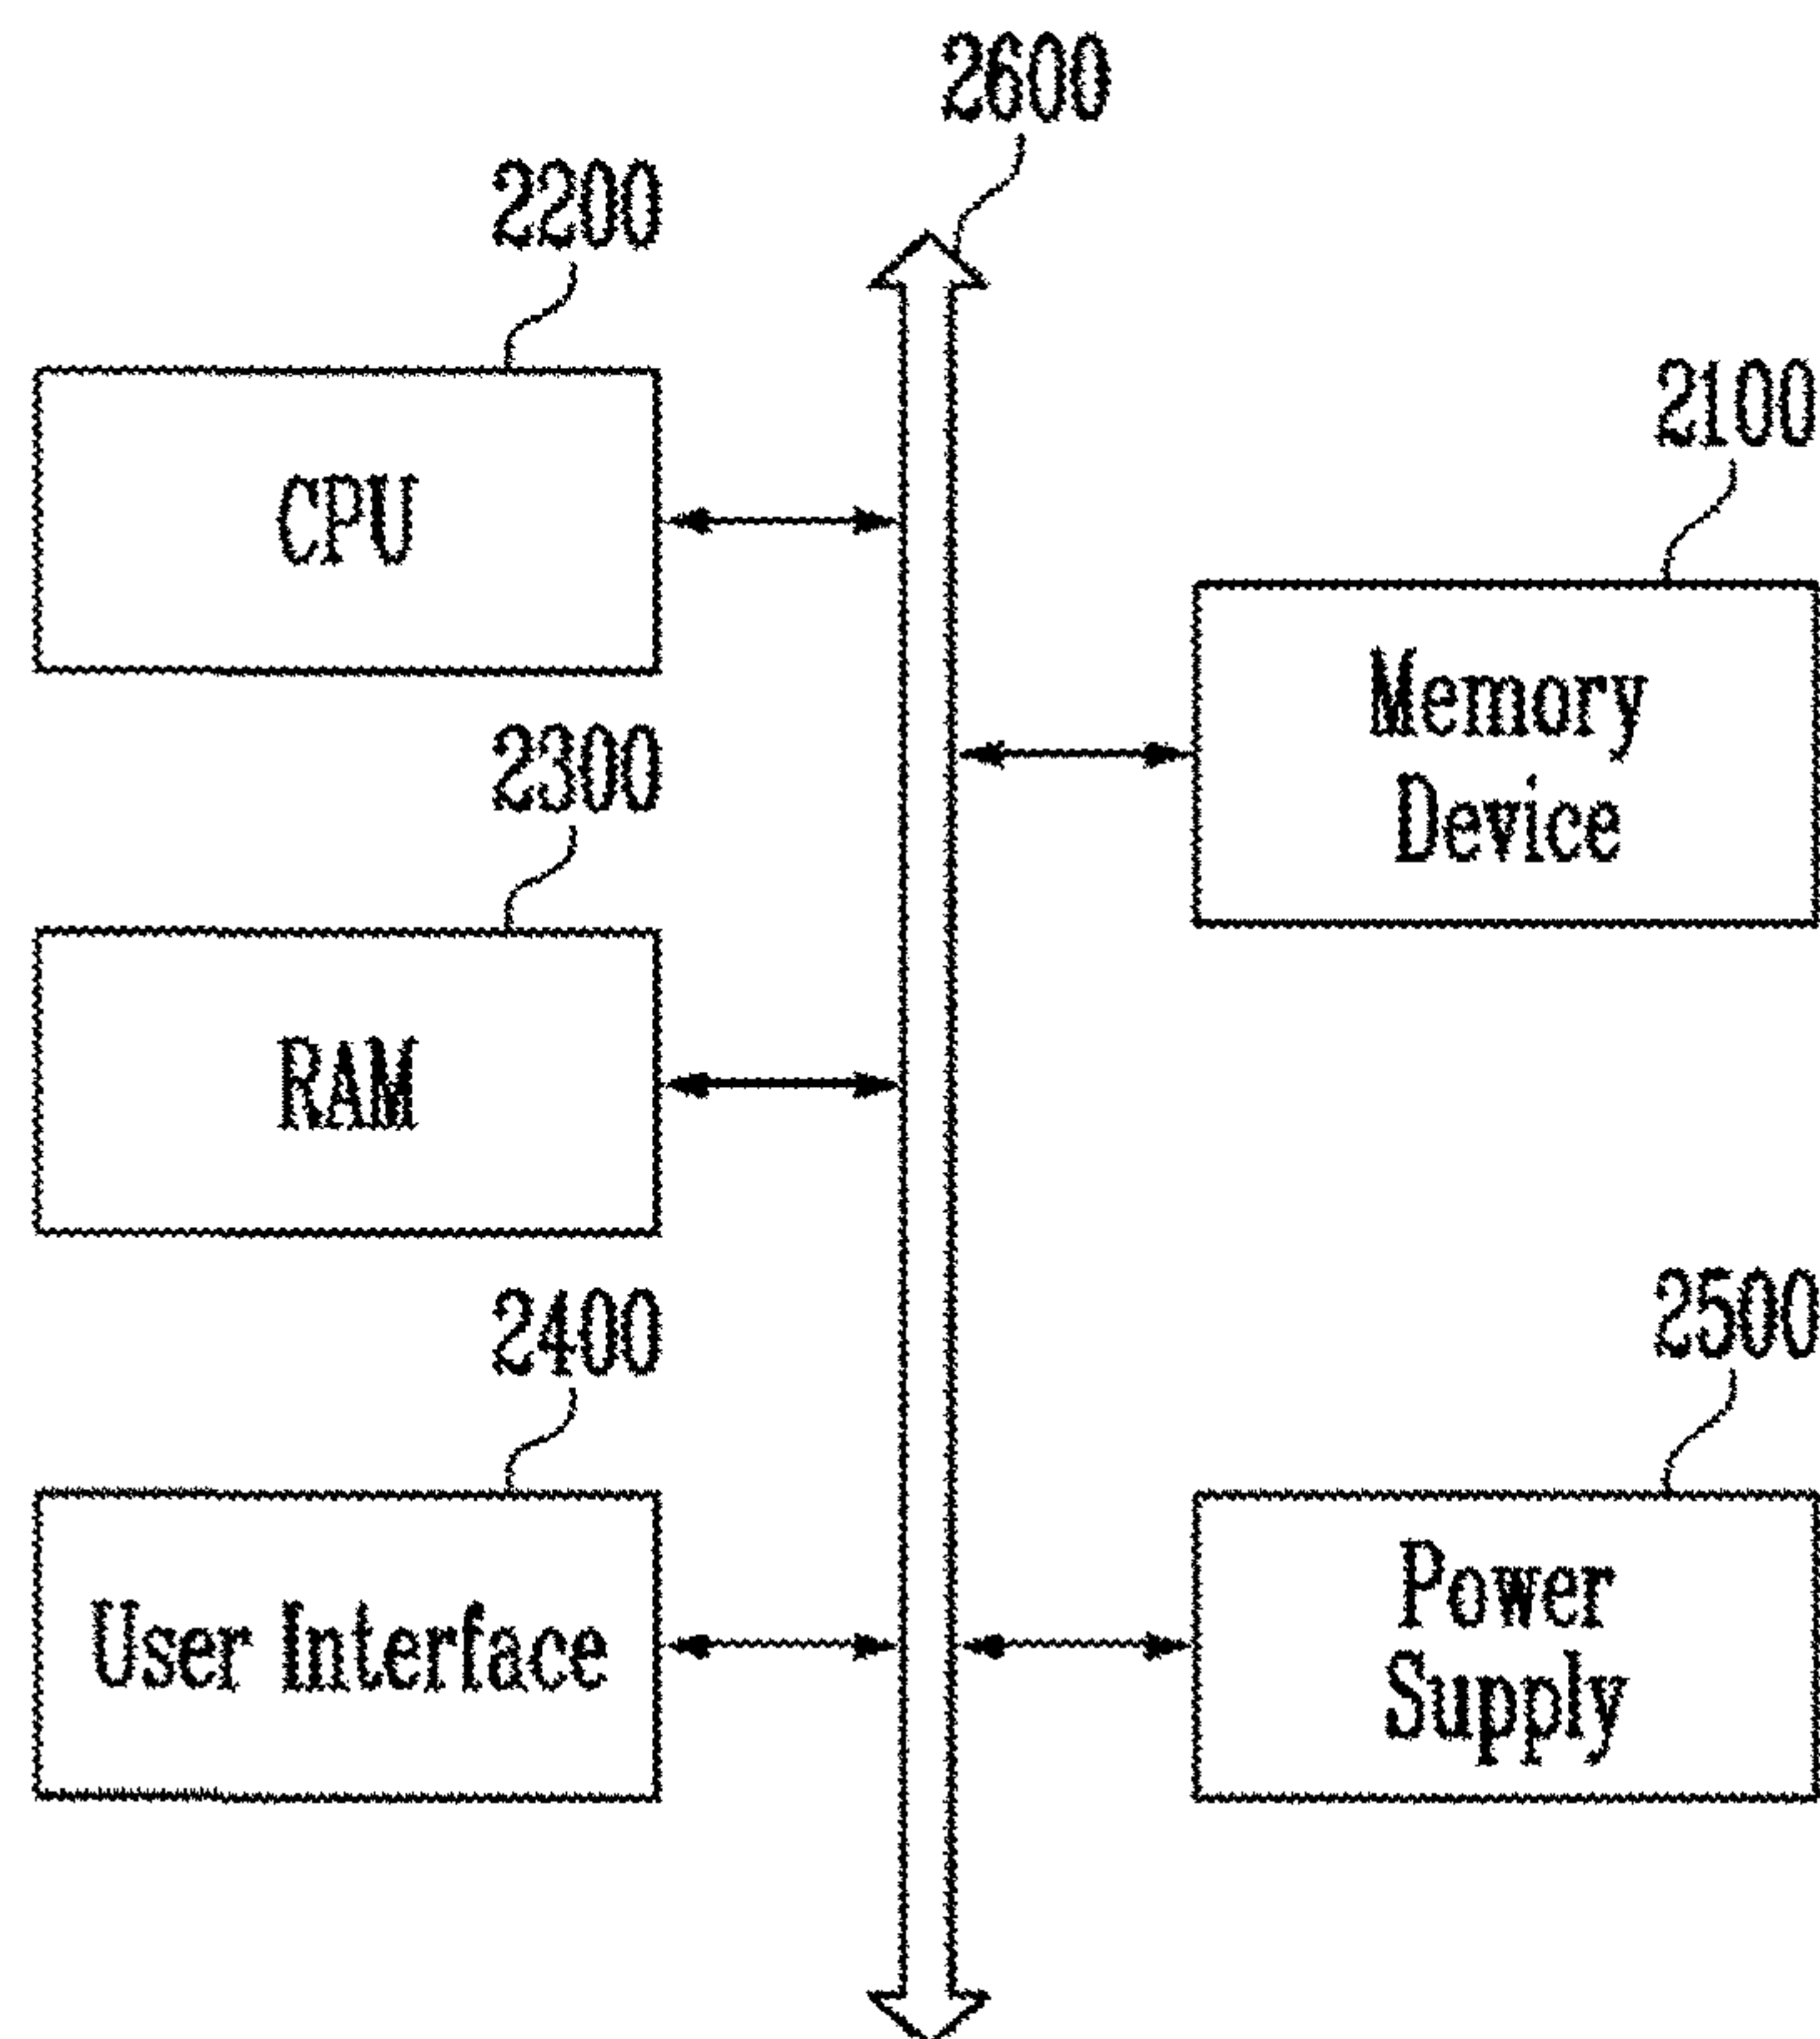 2600
2200
CPU
2100
Memory
Device
2300
RAM
2400
User Interface
2500
Power
Supply